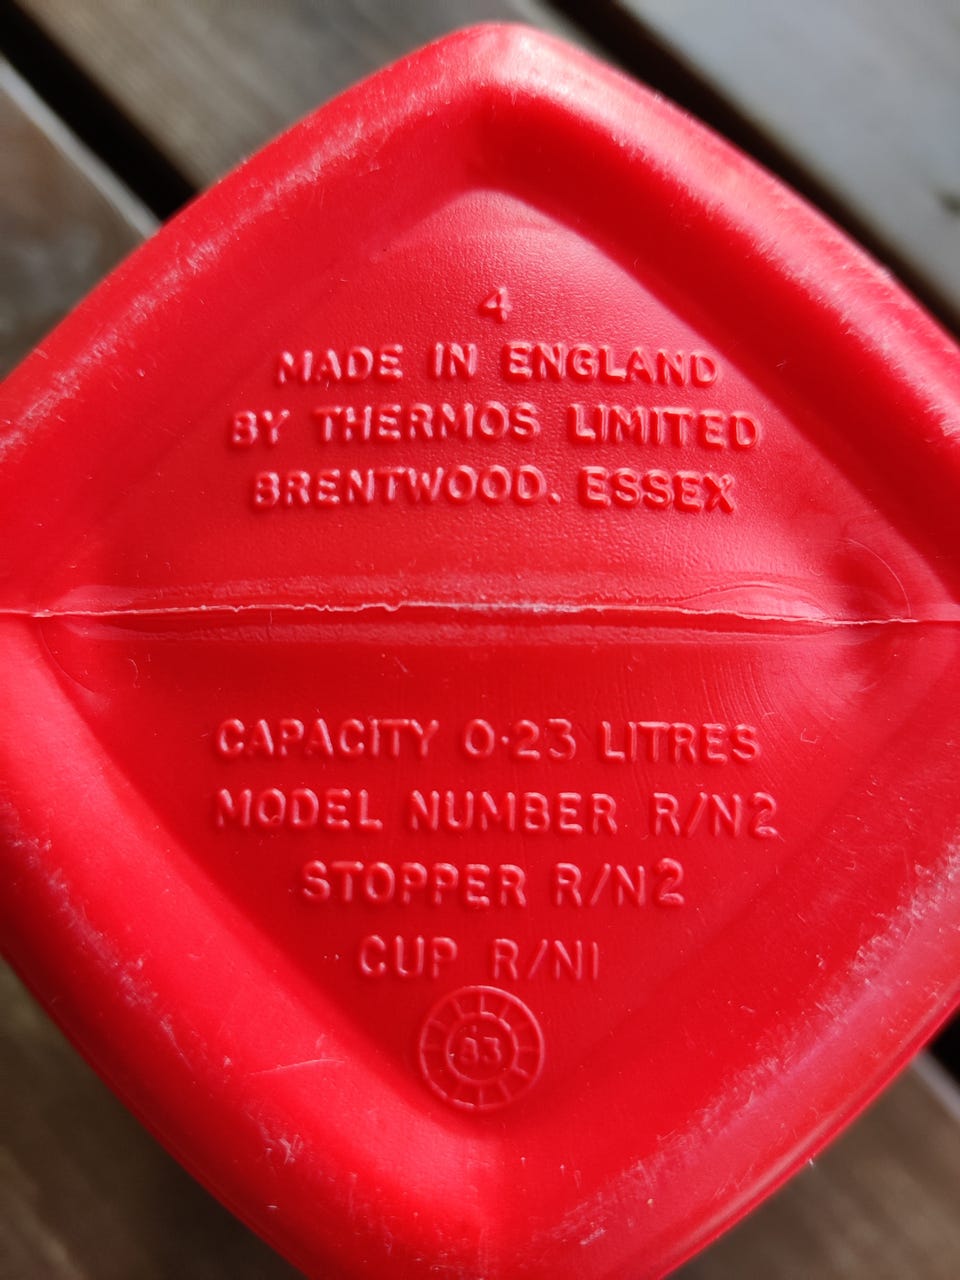 4
MADE IN ENGLAND
BY THERMOS LIMITED
BRENTWOOD. ESSEX
CAPACITY 0·23 LITRES
MODEL NUMBER R/N2
STOPPER R/N2
CUP R/N1